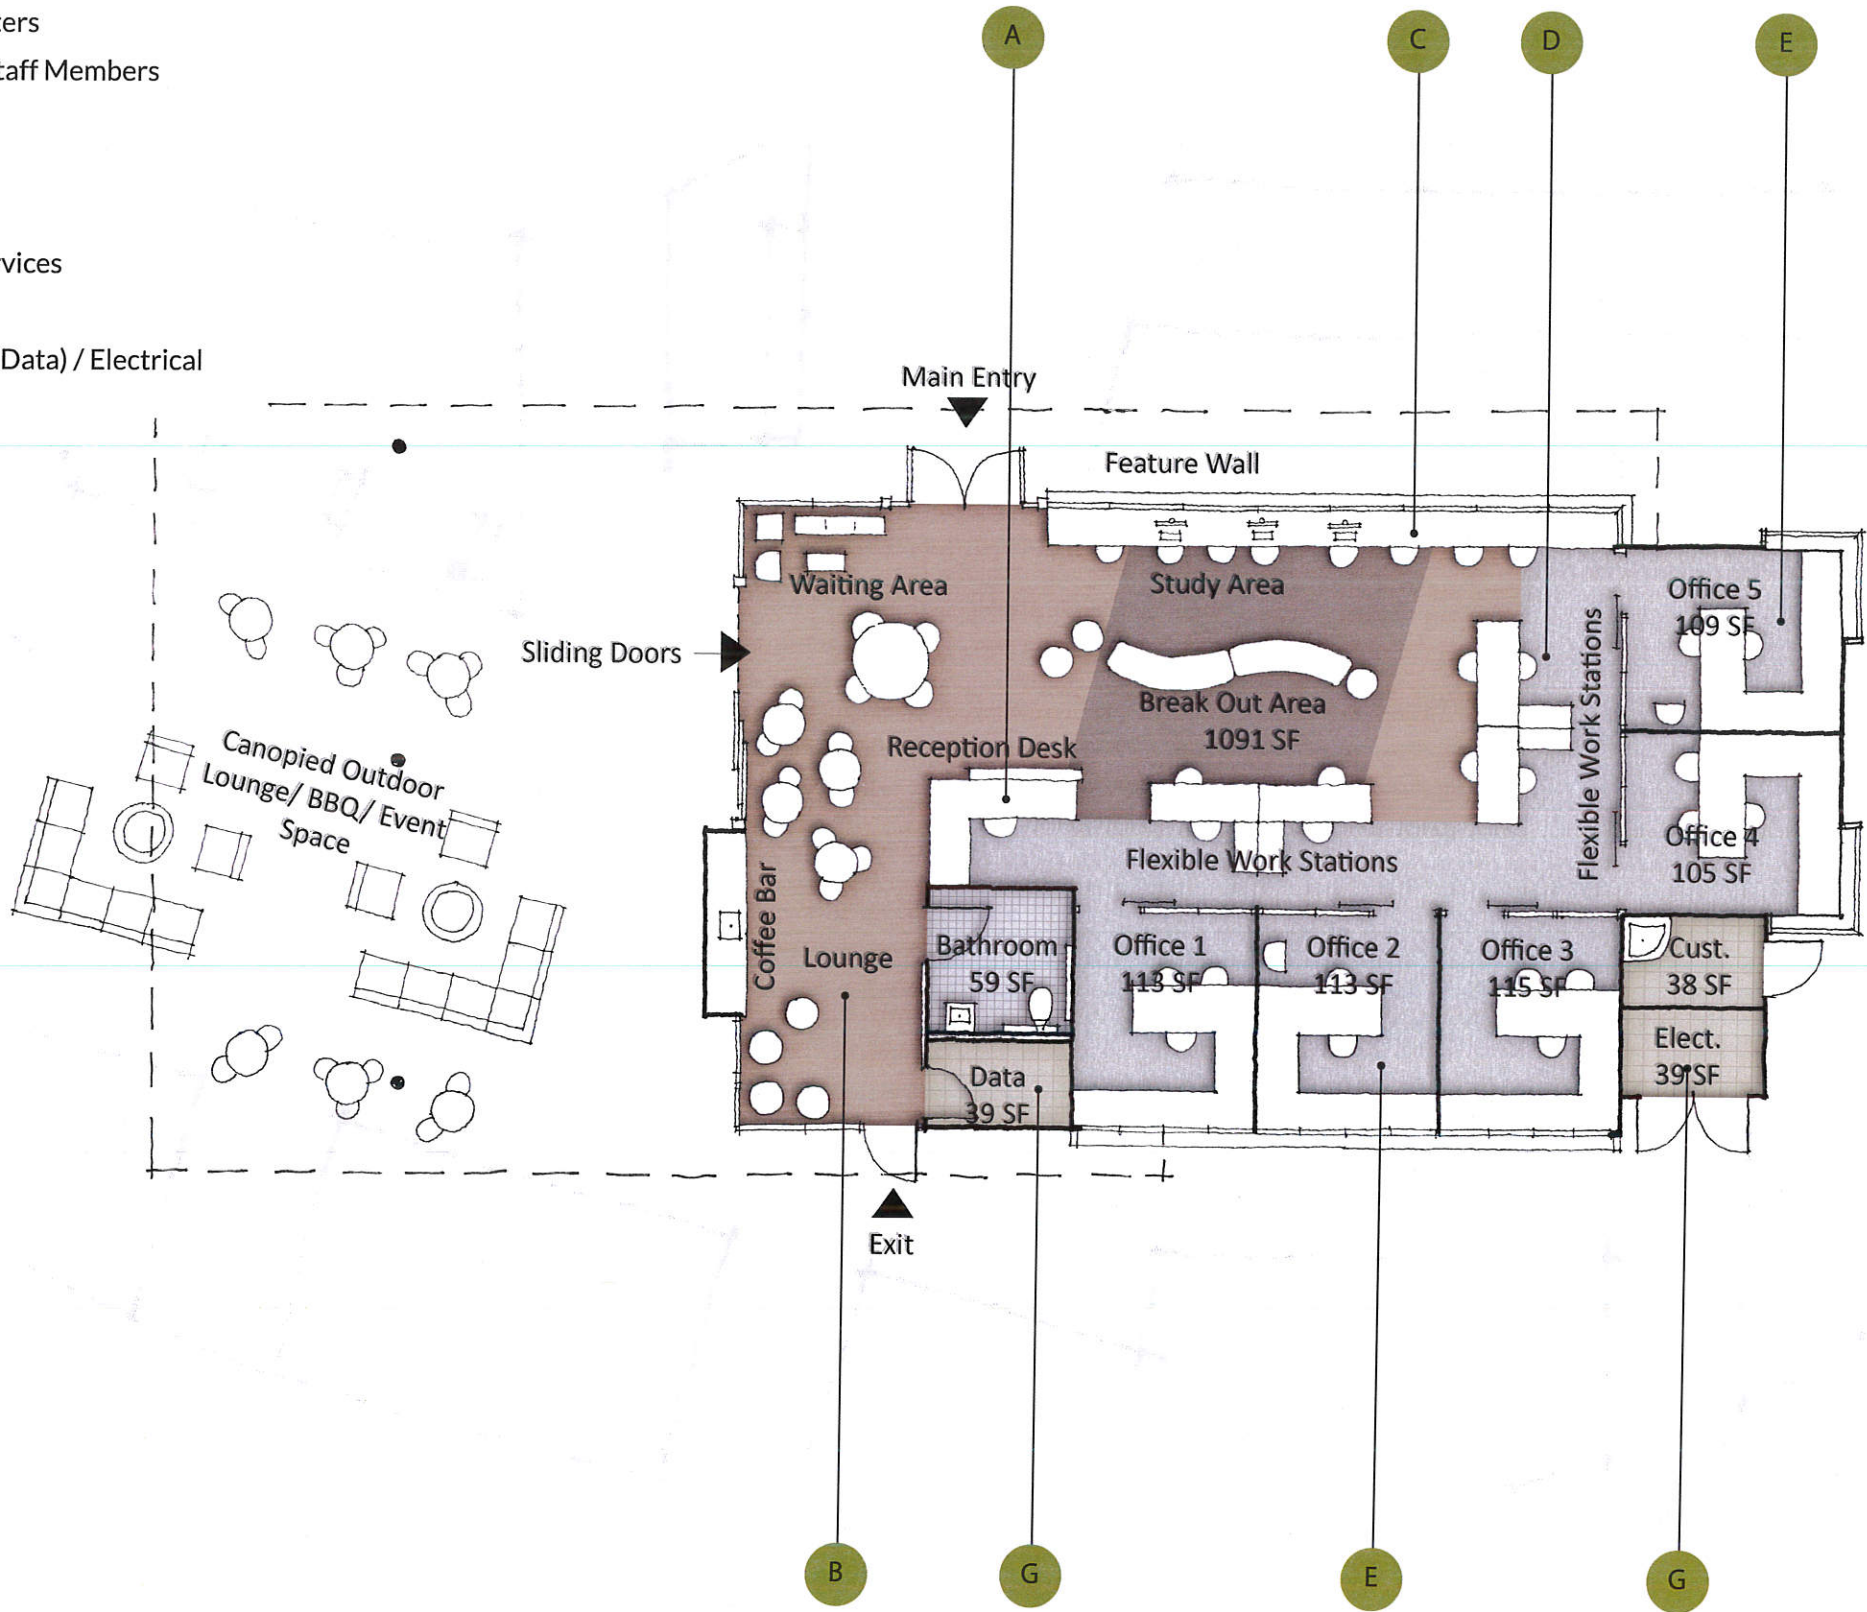 ters
taff Members
vices
Data) / Electrical
A
C
D
E
Main Entry
Feature Wall
Waiting Area
Study Area
Office 5
109 SF
Sliding Doors
Break Out Area
1091 SF
Reception Desk
Flexible Work Stations
Canopied Outdoor
Lounge/ BBQ/ Event
Space
Office 4
105 SF
Flexible Work Stations
Coffee Bar
Lounge
Bathroom
59 SF
Office 1
113 SF
Office 2
113 SF
Office 3
115 SF
Cust.
38 SF
Elect.
39 SF
Data
39 SF
Exit
B
G
E
G